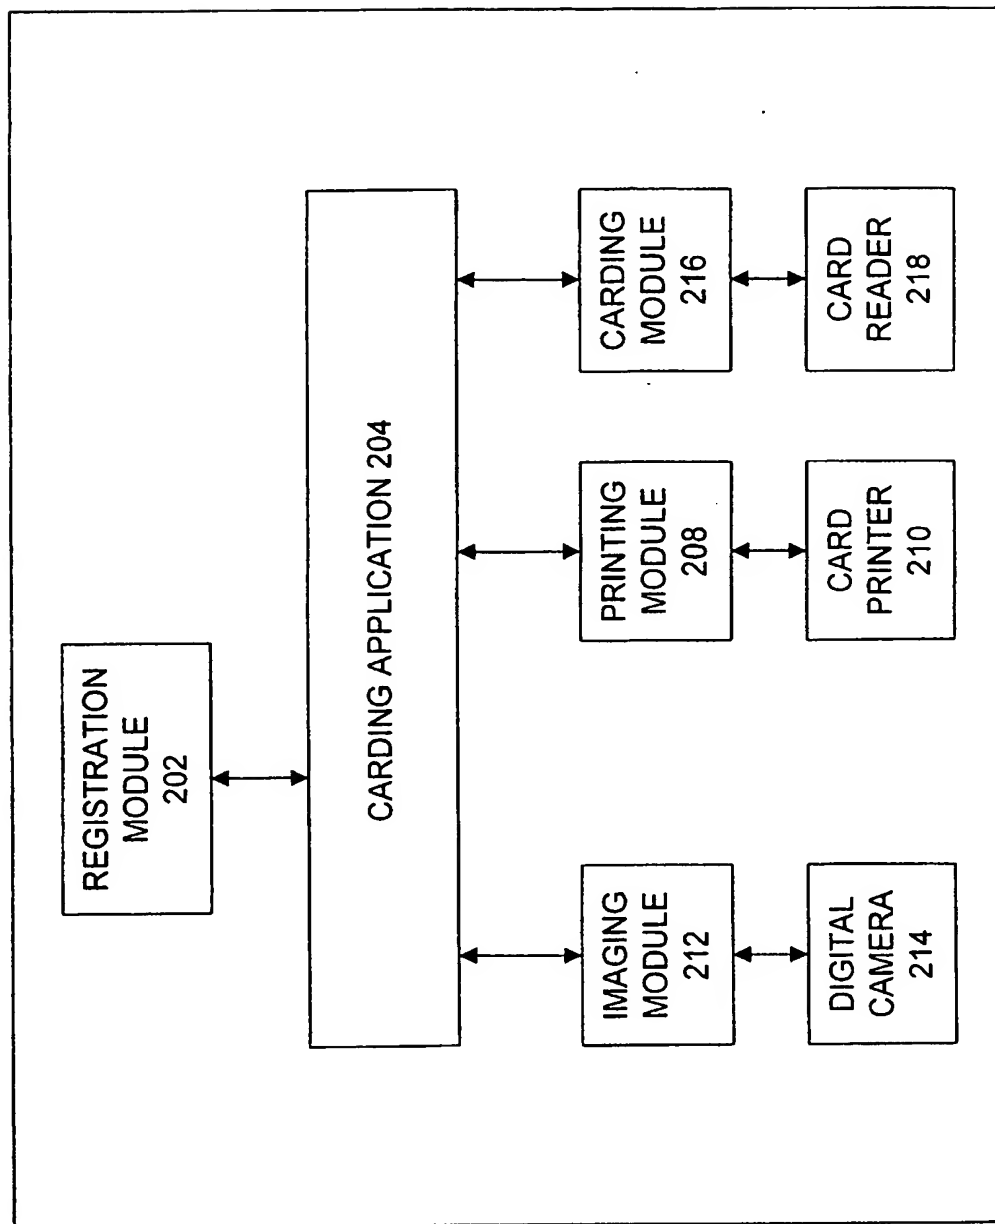 REGISTRATION
MODULE
202
CARDING APPLICATION 204
IMAGING
MODULE
212
PRINTING
MODULE
208
CARDING
MODULE
216
DIGITAL
CAMERA
214
CARD
PRINTER
210
CARD
READER
218